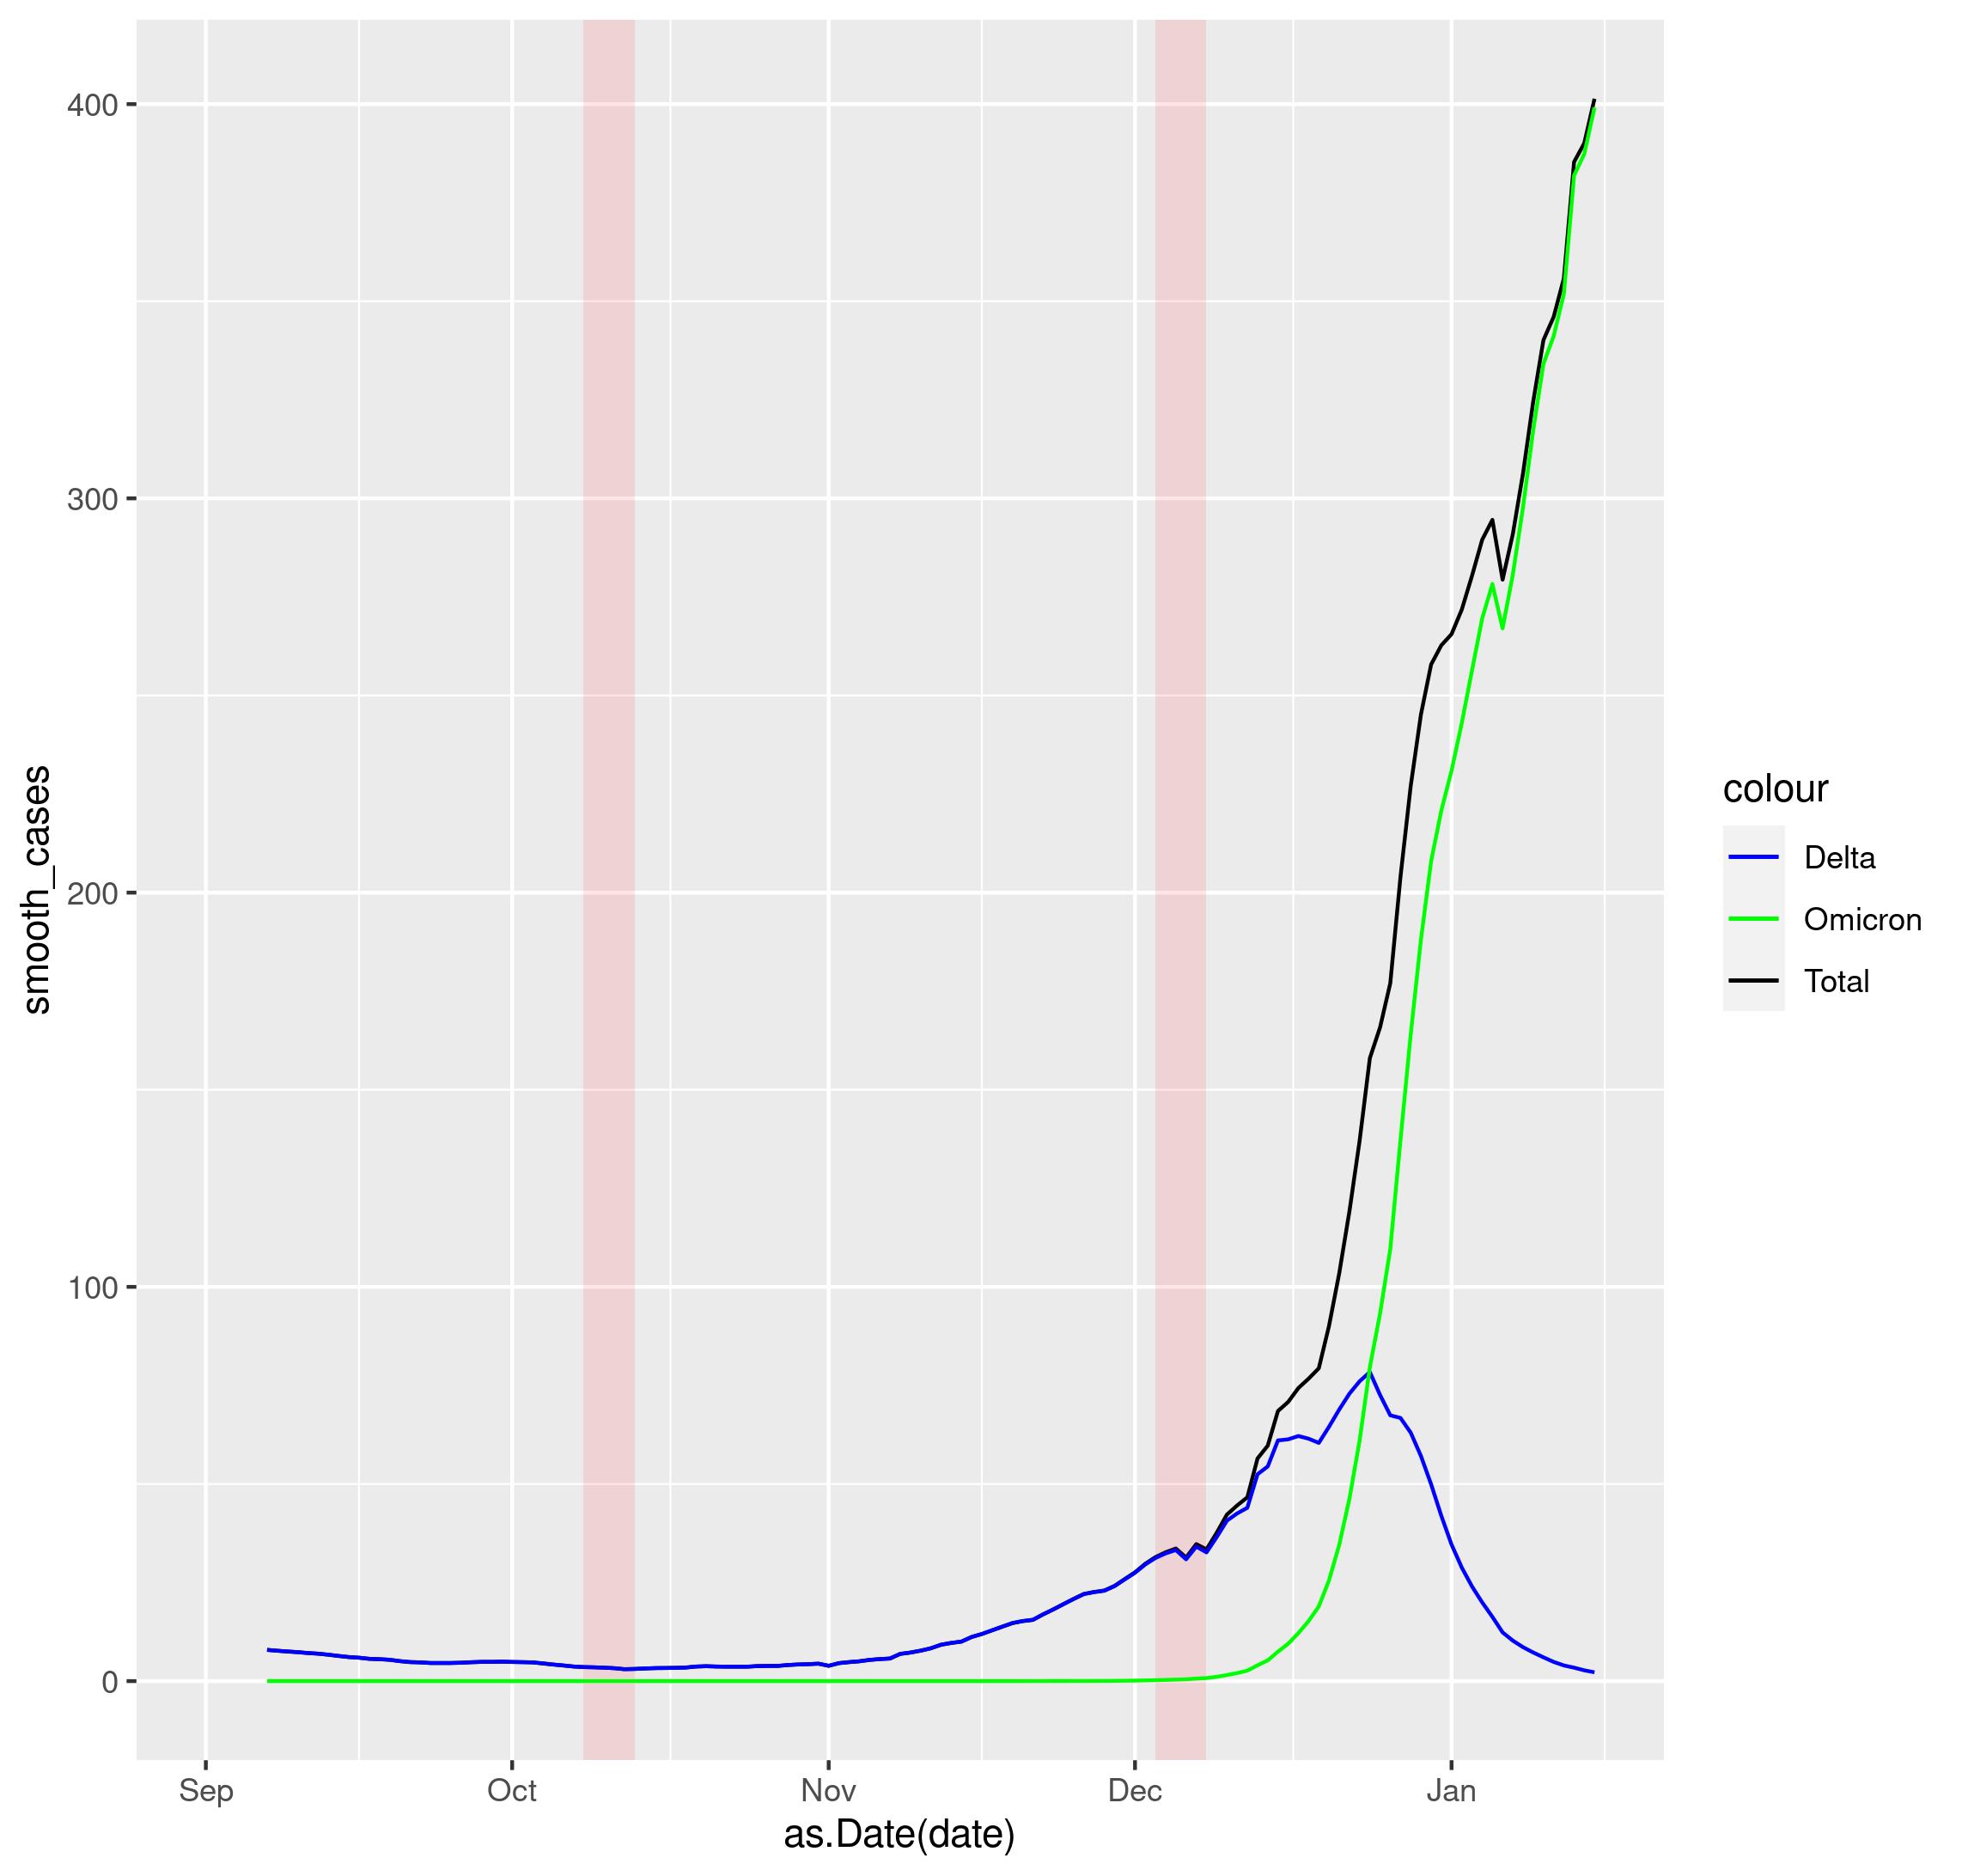 400
300
200
100
0
smooth_cases
Sep Oct Nov Dec Jan
as.Date(date)
colour
Delta
Omicron
Total